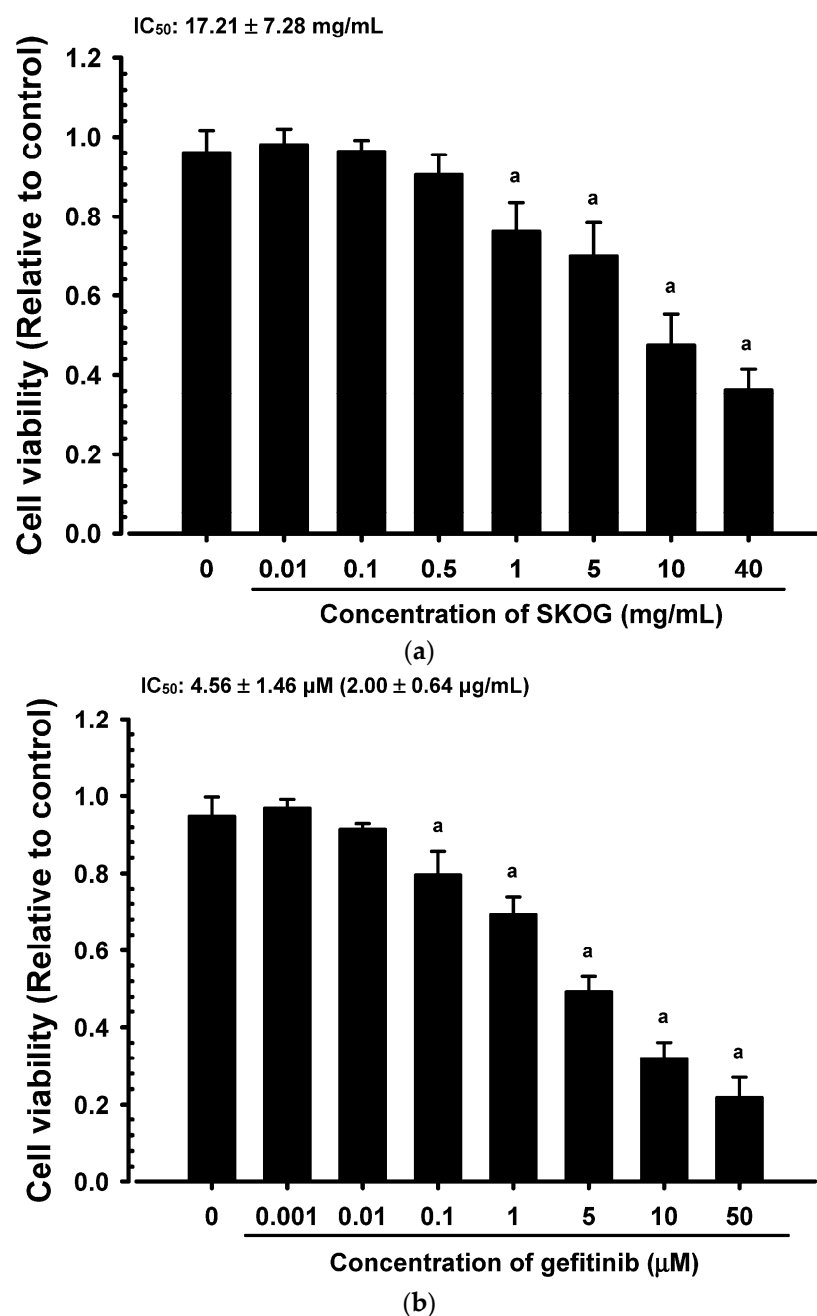 IC₅₀: 17.21 ± 7.28 mg/mL
Cell viability (Relative to control)
1.2
1.0
0.8
0.6
0.4
0.2
0.0
a
a
a
a
0 0.01 0.1 0.5 1 5 10 40
Concentration of SKOG (mg/mL)
(a)
IC₅₀: 4.56 ± 1.46 µM (2.00 ± 0.64 µg/mL)
Cell viability (Relative to control)
1.2
1.0
0.8
0.6
0.4
0.2
0.0
a
a
a
a
a
0 0.001 0.01 0.1 1 5 10 50
Concentration of gefitinib (µM)
(b)